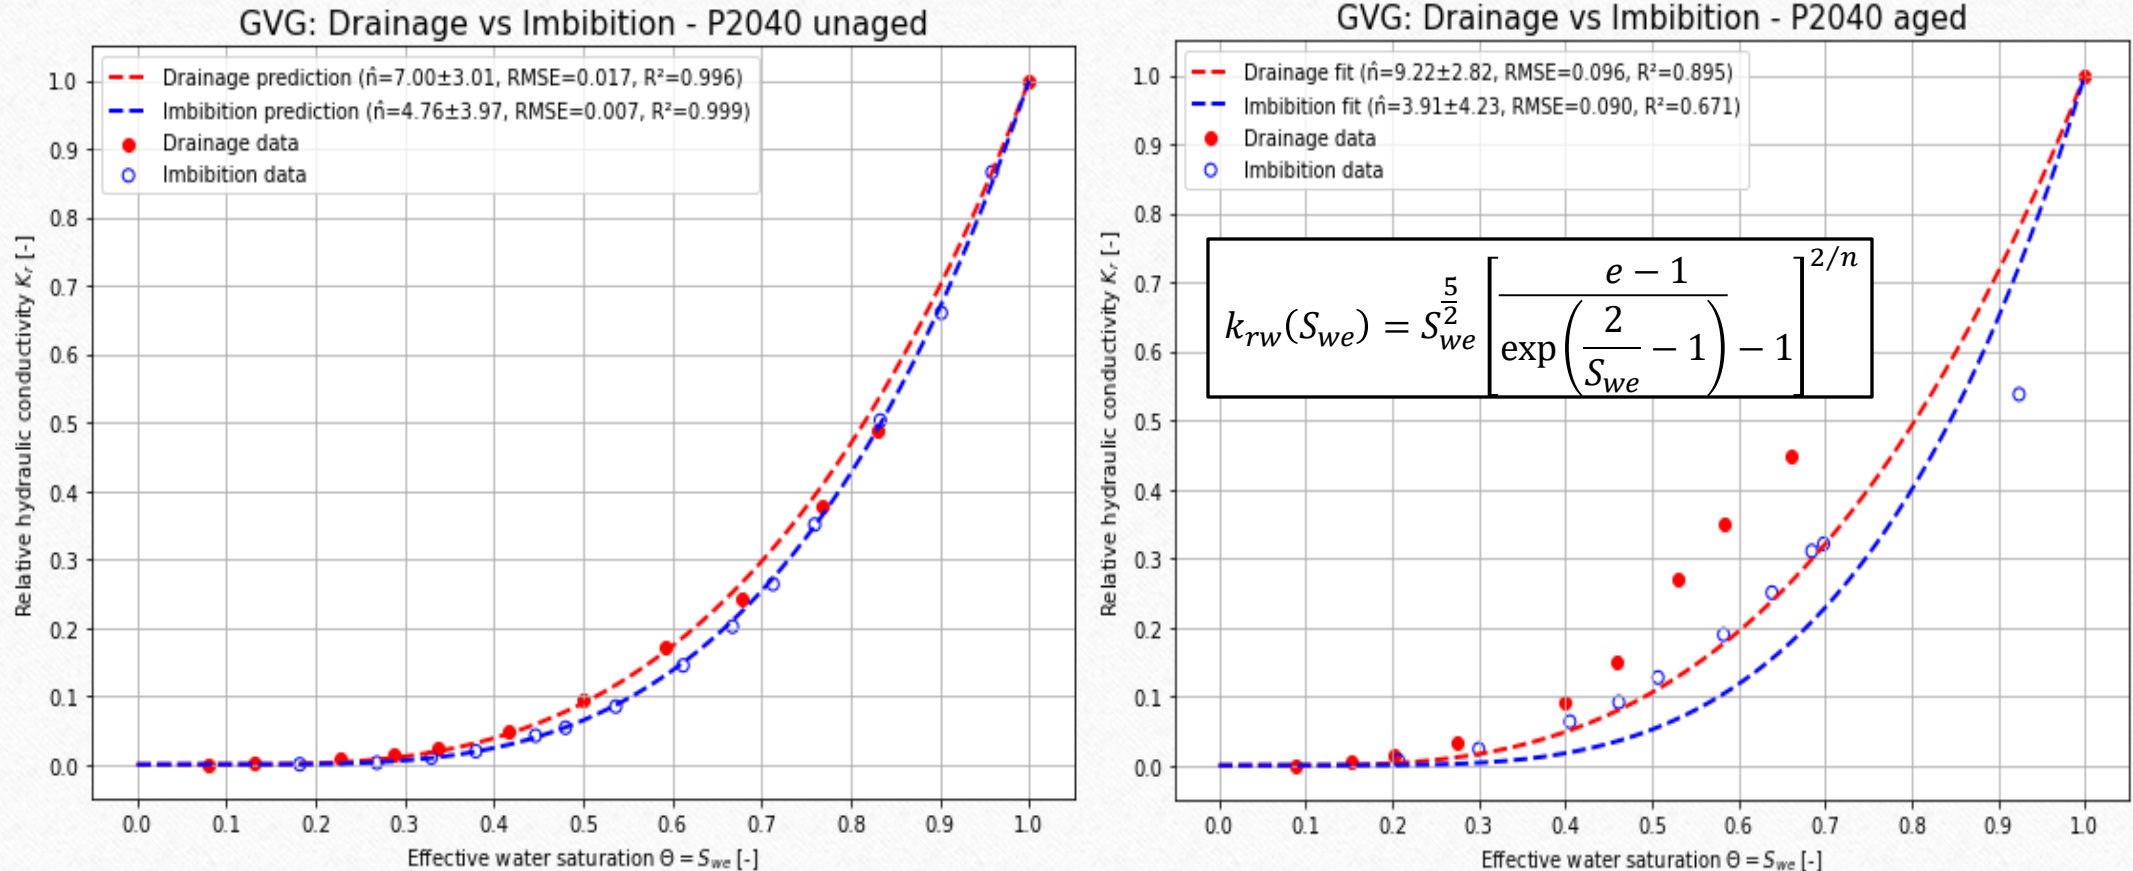 GVG: Drainage vs Imbibition - P2040 unaged
Drainage prediction (n̂=7.00±3.01, RMSE=0.017, R²=0.996)
Imbibition prediction (n̂=4.76±3.97, RMSE=0.007, R²=0.999)
Drainage data
Imbibition data
Relative hydraulic conductivity K_r [-]
1.0
0.9
0.8
0.7
0.6
0.5
0.4
0.3
0.2
0.1
0.0
0.0 0.1 0.2 0.3 0.4 0.5 0.6 0.7 0.8 0.9 1.0
Effective water saturation Θ = S_we [-]
GVG: Drainage vs Imbibition - P2040 aged
Drainage fit (n̂=9.22±2.82, RMSE=0.096, R²=0.895)
Imbibition fit (n̂=3.91±4.23, RMSE=0.090, R²=0.671)
Drainage data
Imbibition data
k_rw(S_we) = S_we^(5/2) [(e − 1)/(exp(2/S_we − 1) − 1)]^(2/n)
Relative hydraulic conductivity K_r [-]
1.0
0.9
0.8
0.7
0.6
0.5
0.4
0.3
0.2
0.1
0.0
0.0 0.1 0.2 0.3 0.4 0.5 0.6 0.7 0.8 0.9 1.0
Effective water saturation Θ = S_we [-]